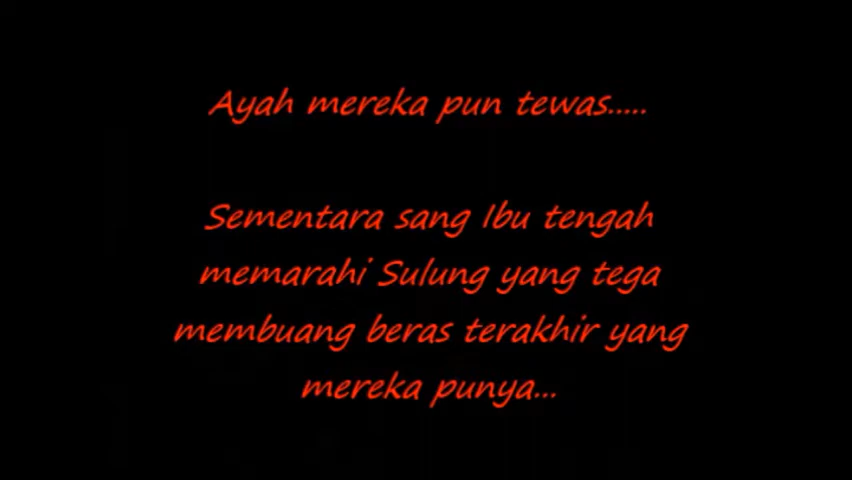 Ayah mereka pun tewas.....
Sementara sang Ibu tengah
memarahi Sulung yang tega
membuang beras terakhir yang
mereka punya...